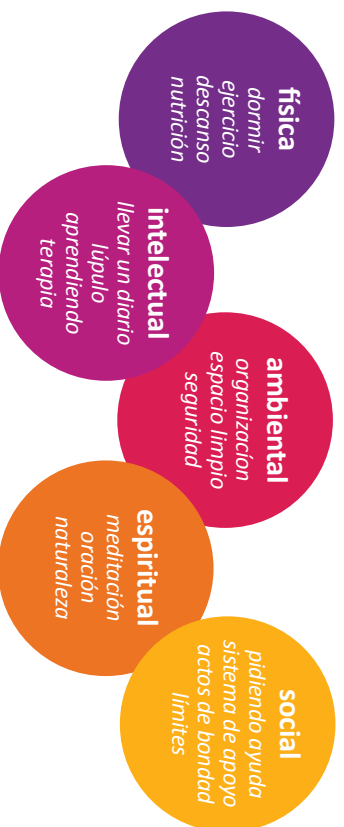 física
dormir
ejercicio
descanso
nutrición
intelectual
llevar un diario
lúpulo
aprendiendo
terapia
ambiental
organizacíon
espacio limpio
seguridad
espiritual
meditación
oración
naturaleza
social
pidiendo ayuda
sistema de apoyo
actos de bondad
límites